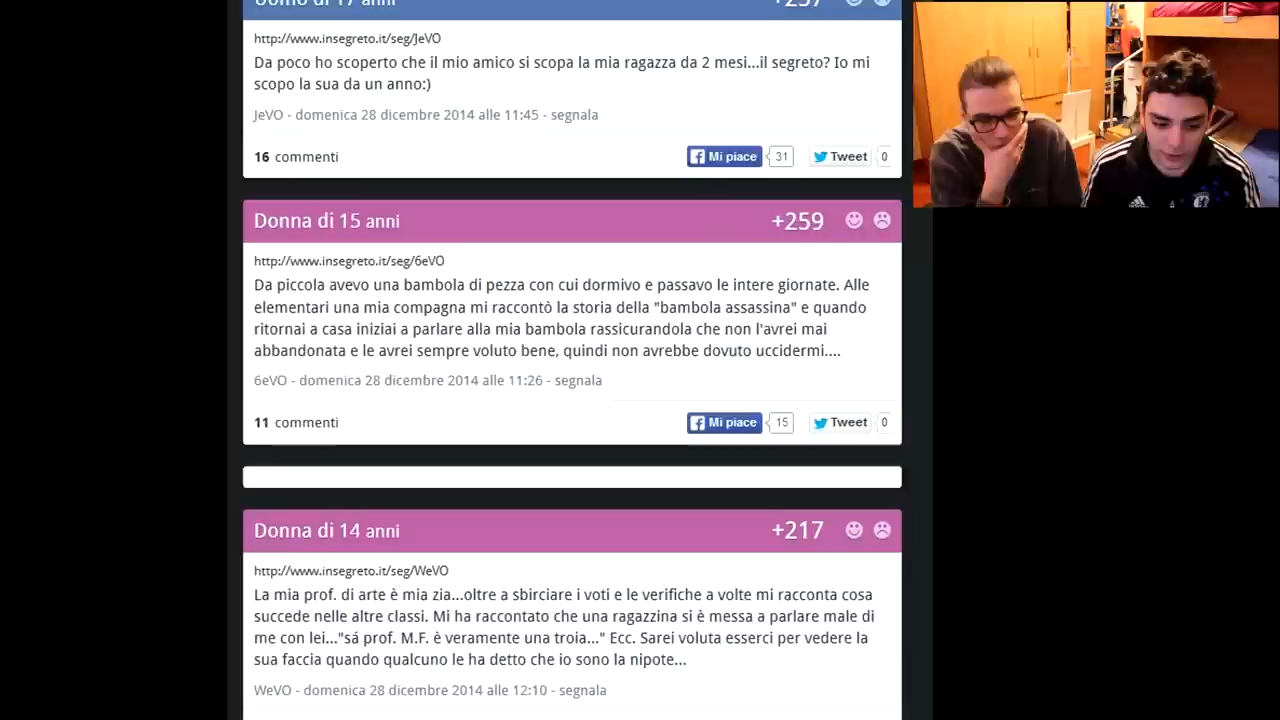 Uomo di 17 anni +257
http://www.insegreto.it/seg/JeVO
Da poco ho scoperto che il mio amico si scopa la mia ragazza da 2 mesi...il segreto? Io mi
scopo la sua da un anno:)
JeVO - domenica 28 dicembre 2014 alle 11:45 - segnala
16 commenti Mi piace 31 Tweet 0
Donna di 15 anni +259
http://www.insegreto.it/seg/6eVO
Da piccola avevo una bambola di pezza con cui dormivo e passavo le intere giornate. Alle
elementari una mia compagna mi raccontò la storia della "bambola assassina" e quando
ritornai a casa iniziai a parlare alla mia bambola rassicurandola che non l'avrei mai
abbandonata e le avrei sempre voluto bene, quindi non avrebbe dovuto uccidermi....
6eVO - domenica 28 dicembre 2014 alle 11:26 - segnala
11 commenti Mi piace 15 Tweet 0
Donna di 14 anni +217
http://www.insegreto.it/seg/WeVO
La mia prof. di arte è mia zia...oltre a sbirciare i voti e le verifiche a volte mi racconta cosa
succede nelle altre classi. Mi ha raccontato che una ragazzina si è messa a parlare male di
me con lei..."sá prof. M.F. è veramente una troia..." Ecc. Sarei voluta esserci per vedere la
sua faccia quando qualcuno le ha detto che io sono la nipote...
WeVO - domenica 28 dicembre 2014 alle 12:10 - segnala